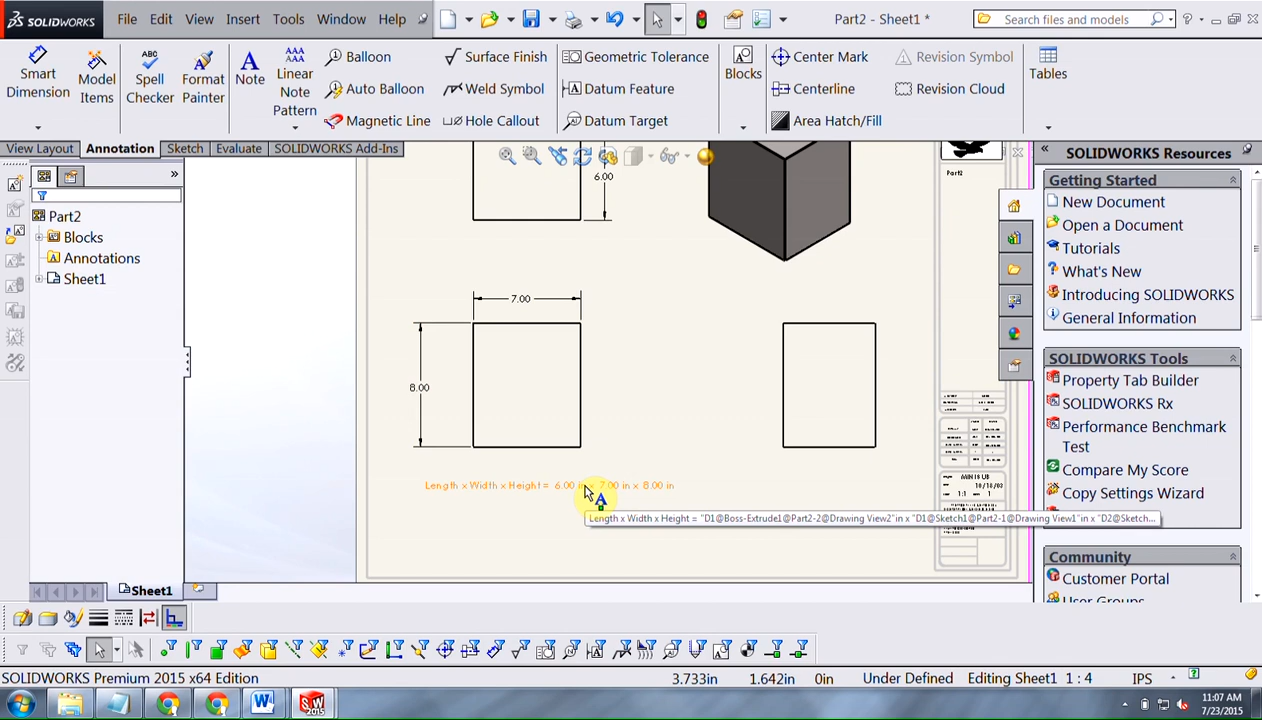 SOLIDWORKS File Edit View Insert Tools Window Help Part2 - Sheet1 * Search files and models
Smart Dimension
Model Items
Spell Checker
Format Painter
Note
Linear Note Pattern
Balloon
Auto Balloon
Magnetic Line
Surface Finish
Weld Symbol
Hole Callout
Geometric Tolerance
Datum Feature
Datum Target
Blocks
Center Mark
Centerline
Area Hatch/Fill
Revision Symbol
Revision Cloud
Tables
View Layout Annotation Sketch Evaluate SOLIDWORKS Add-Ins
Part2
Blocks
Annotations
Sheet1
6.00
7.00
8.00
Length x Width x Height = 6.00 in x 7.00 in x 8.00 in
Length x Width x Height = "D1@Boss-Extrude1@Part2-2@Drawing View2"in x "D1@Sketch1@Part2-1@Drawing View1"in x "D2@Sketch...
Part2
1:1
SOLIDWORKS Resources
Getting Started
New Document
Open a Document
Tutorials
What's New
Introducing SOLIDWORKS
General Information
SOLIDWORKS Tools
Property Tab Builder
SOLIDWORKS Rx
Performance Benchmark
Test
Compare My Score
Copy Settings Wizard
Community
Customer Portal
User Groups
Sheet1
SOLIDWORKS Premium 2015 x64 Edition 3.733in 1.642in 0in Under Defined Editing Sheet1 1 : 4 IPS
11:07 AM
7/23/2015